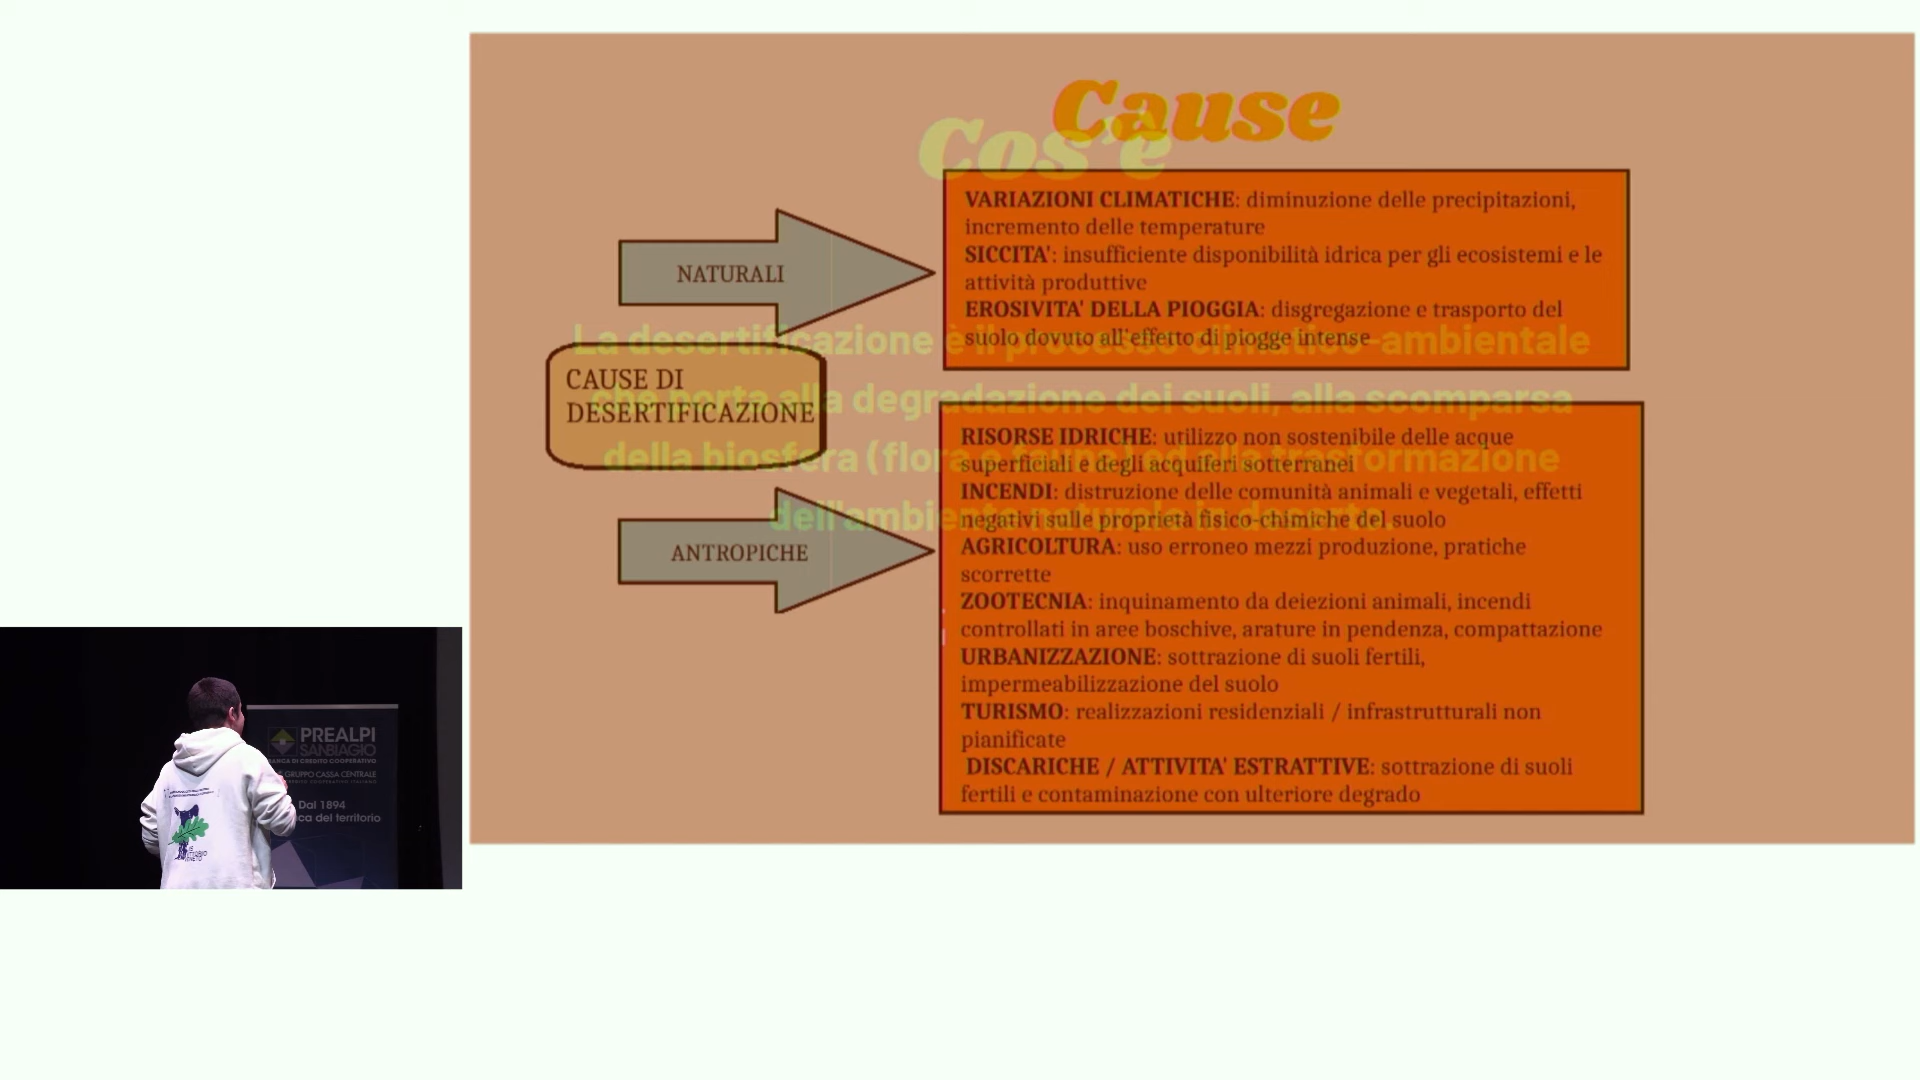 Cause
Cos'è
VARIAZIONI CLIMATICHE: diminuzione delle precipitazioni,
incremento delle temperature
SICCITA': insufficiente disponibilità idrica per gli ecosistemi e le
attività produttive
EROSIVITA' DELLA PIOGGIA: disgregazione e trasporto del
suolo dovuto all'effetto di piogge intense
NATURALI
La desertificazione è il processo climatico-ambientale
che porta alla degradazione dei suoli, alla scomparsa
della biosfera (flora e fauna) ed alla trasformazione
dell'ambiente naturale in deserto.
CAUSE DI
DESERTIFICAZIONE
ANTROPICHE
RISORSE IDRICHE: utilizzo non sostenibile delle acque
superficiali e degli acquiferi sotterranei
INCENDI: distruzione delle comunità animali e vegetali, effetti
negativi sulle proprietà fisico-chimiche del suolo
AGRICOLTURA: uso erroneo mezzi produzione, pratiche
scorrette
ZOOTECNIA: inquinamento da deiezioni animali, incendi
controllati in aree boschive, arature in pendenza, compattazione
URBANIZZAZIONE: sottrazione di suoli fertili,
impermeabilizzazione del suolo
TURISMO: realizzazioni residenziali / infrastrutturali non
pianificate
DISCARICHE / ATTIVITA' ESTRATTIVE: sottrazione di suoli
fertili e contaminazione con ulteriore degrado
PREALPI
SANBIAGIO
BANCA DI CREDITO COOPERATIVO
GRUPPO CASSA CENTRALE
Dal 1894
ca del territorio